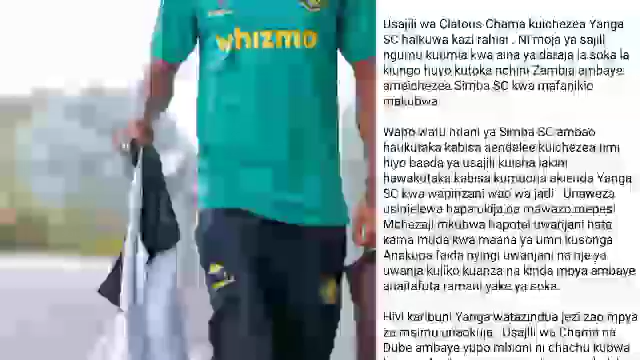 whizmo
Usajili wa Clatous Chama kuichezea Yanga
SC haikuwa kazi rahisi . Ni moja ya sajili
ngumu kuumia kwa aina ya daraja la soka la
kiungo huyo kutoka nchini Zambia ambaye
ameichezea Simba SC kwa mafanikio
makubwa
Wapo watu ndani ya Simba SC ambao
haukutaka kabisa aendelee kuichezea timi
hiyo baada ya usajili kuisha lakini
hawakutaka kabisa kumuona akienda Yanga
SC kwa wapinzani wao wa jadi . Unaweza
usinielewa hapa ukija na mawazo mepesi
Mchezaji mkubwa hapotei uwanjani hata
kama muda kwa maana ya umri kusonga
Anakupa faida nyingi uwanjani na nje ya
uwanja kuliko kuanza na kinda mpya ambaye
anaitafuta ramani yake ya soka.
Hivi karibuni Yanga watazindua jezi zao mpya
za msimu unaokuja . Usajili wa Chama na
Dube ambaye yupo mbioni ni chachu kubwa